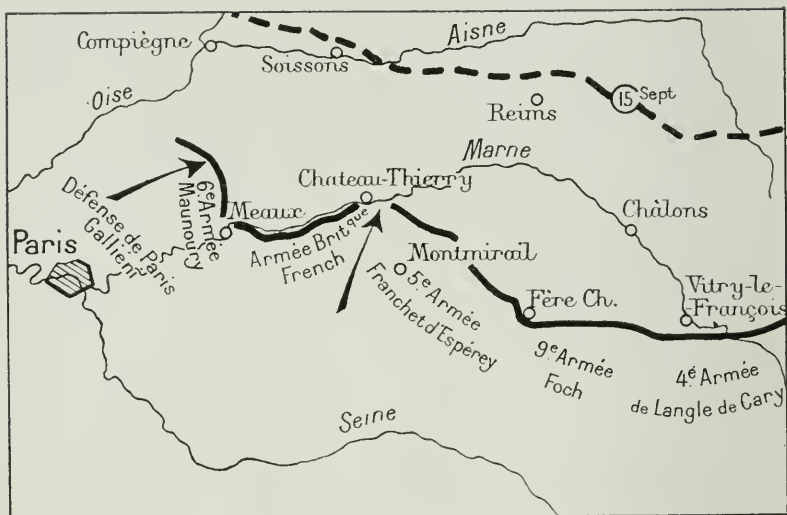 Compiègne
Soissons
Aisne
Oise
Reims
15 Sept
Marne
Chateau-Thierry
Châlons
6e Armée
Maunoury
Défense de Paris
Galliéni
Meaux
Paris
Armée Britque
French
Montmirail
5e Armée
Franchet d'Espérey
Fère Ch.
Vitry-le-
François
9e Armée
Foch
4e Armée
de Langle de Cary
Seine